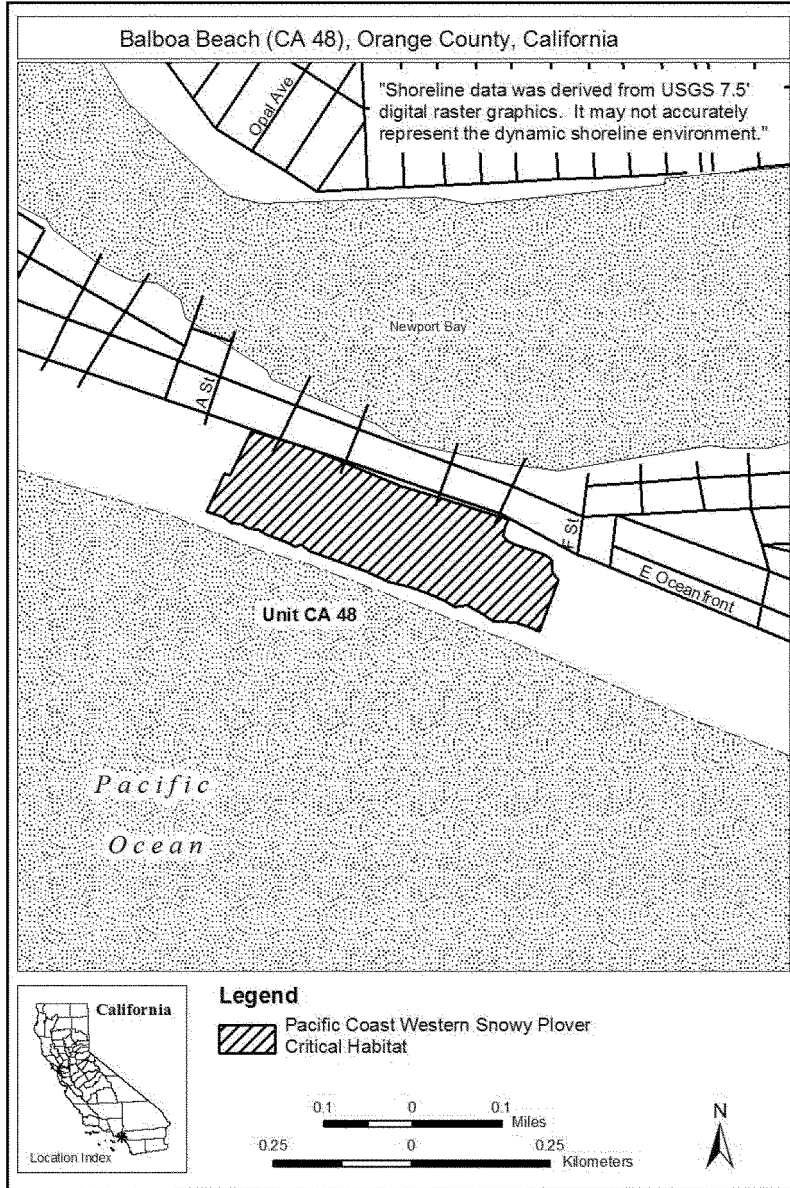 Balboa Beach (CA 48), Orange County, California
"Shoreline data was derived from USGS 7.5'
digital raster graphics. It may not accurately
represent the dynamic shoreline environment."
Opal Ave
Newport Bay
A St
F St
E Oceanfront
Unit CA 48
Pacific
Ocean
California
Location Index
Legend
Pacific Coast Western Snowy Plover
Critical Habitat
0.1 0 0.1
Miles
0.25 0 0.25
Kilometers
N